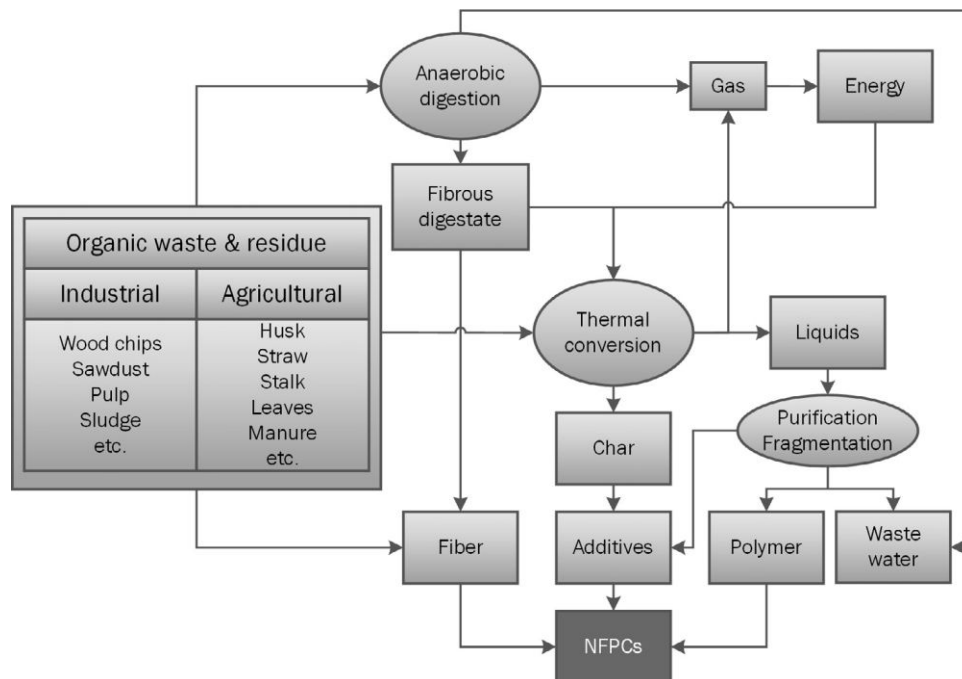 Anaerobic
digestion
Gas
Energy
Fibrous
digestate
Organic waste & residue
Industrial
Agricultural
Wood chips
Sawdust
Pulp
Sludge
etc.
Husk
Straw
Stalk
Leaves
Manure
etc.
Thermal
conversion
Liquids
Purification
Fragmentation
Char
Fiber
Additives
Polymer
Waste
water
NFPCs